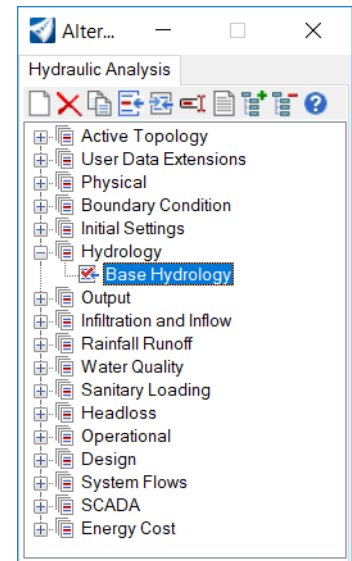 Alter...
Hydraulic Analysis
Active Topology
User Data Extensions
Physical
Boundary Condition
Initial Settings
Hydrology
Base Hydrology
Output
Infiltration and Inflow
Rainfall Runoff
Water Quality
Sanitary Loading
Headloss
Operational
Design
System Flows
SCADA
Energy Cost